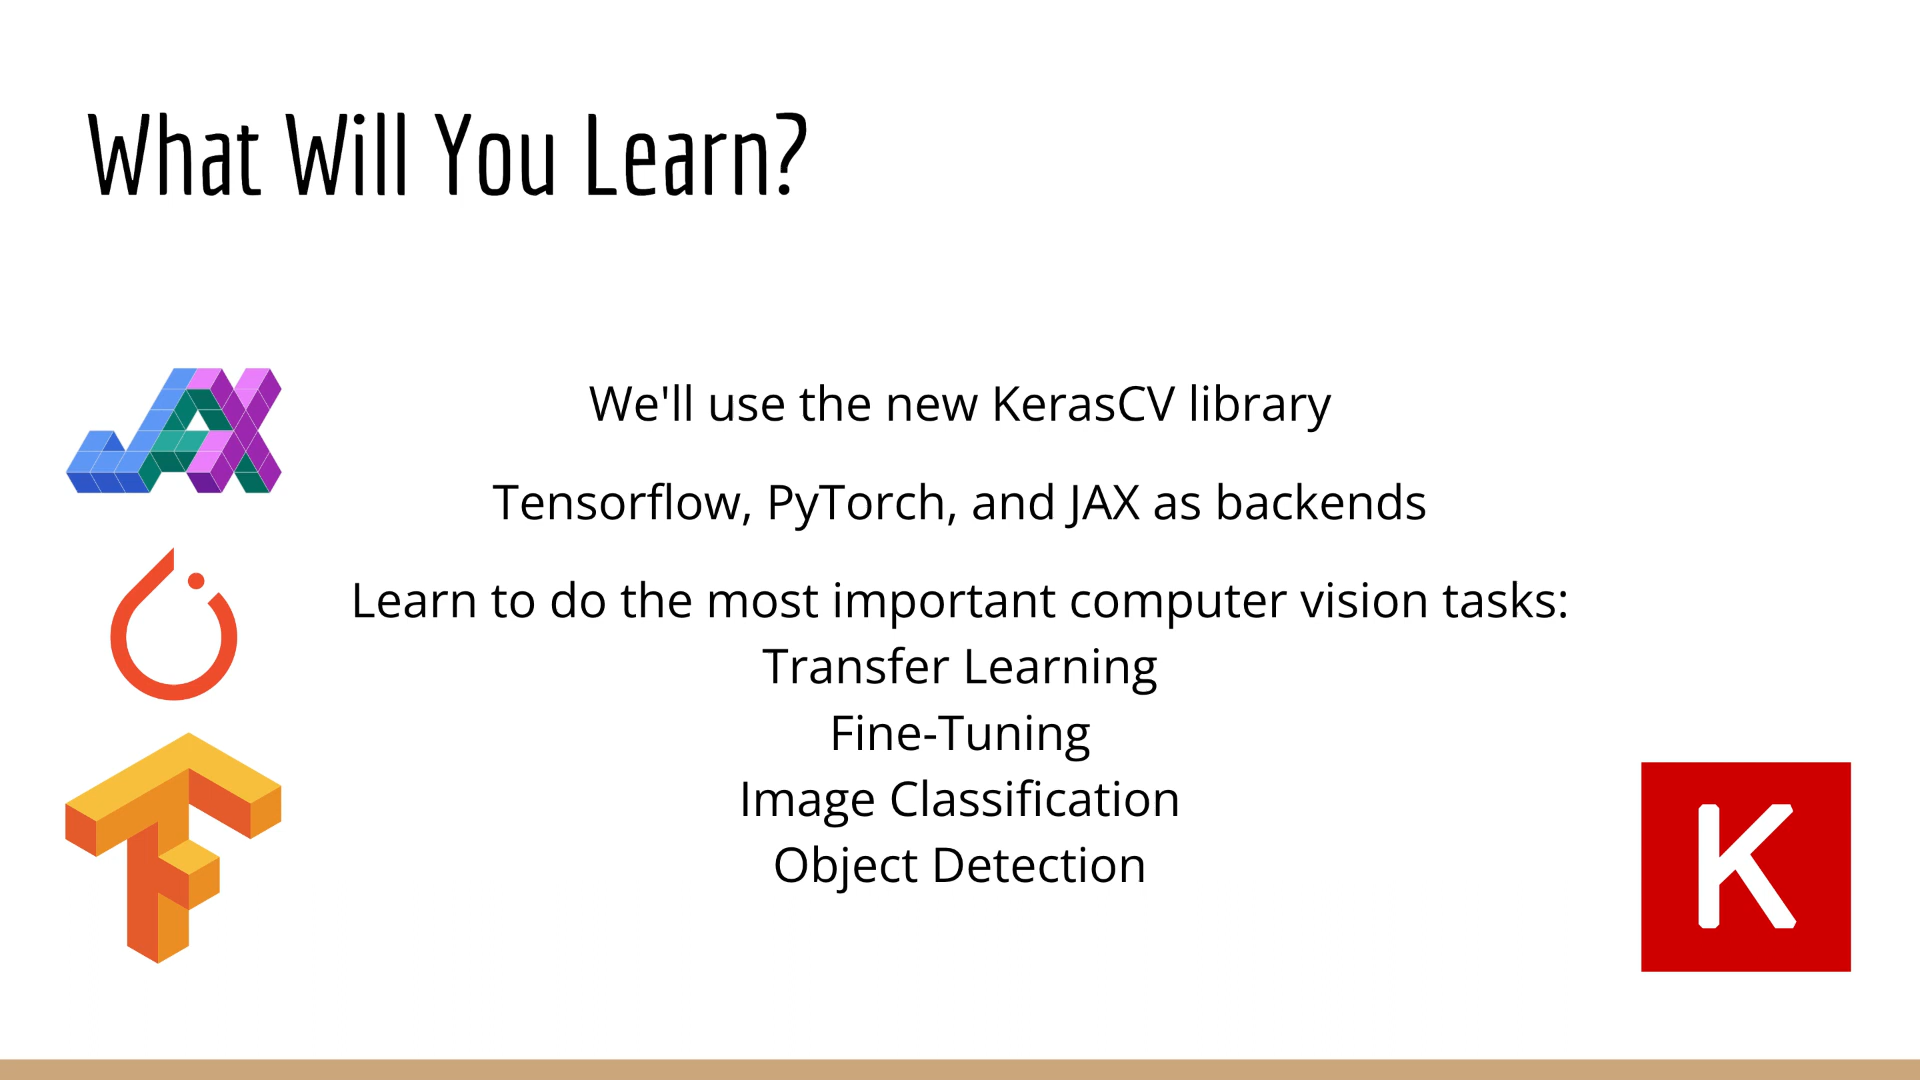 What Will You Learn?
JAX
We'll use the new KerasCV library
Tensorflow, PyTorch, and JAX as backends
Learn to do the most important computer vision tasks:
Transfer Learning
Fine-Tuning
Image Classification
Object Detection
K